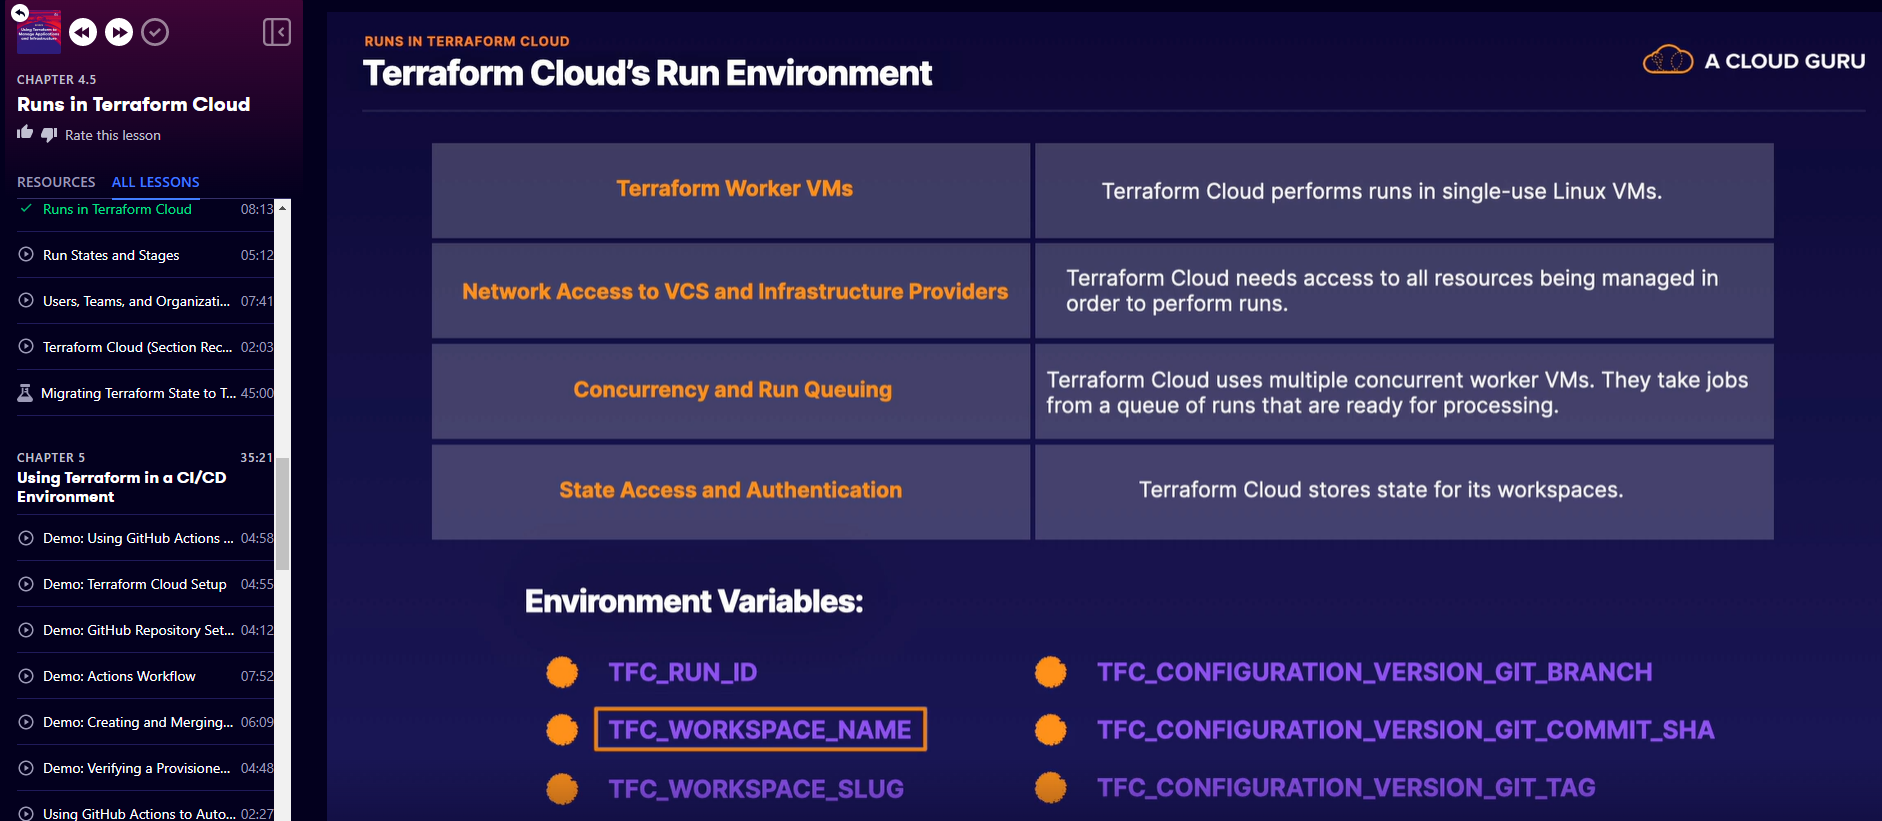 Using Terraform to
Manage Applications
and Infrastructure
CHAPTER 4.5
Runs in Terraform Cloud
Rate this lesson
RESOURCES
ALL LESSONS
Runs in Terraform Cloud 08:13
Run States and Stages 05:12
Users, Teams, and Organizati... 07:41
Terraform Cloud (Section Rec... 02:03
Migrating Terraform State to T... 45:00
CHAPTER 5 35:21
Using Terraform in a CI/CD
Environment
Demo: Using GitHub Actions ... 04:58
Demo: Terraform Cloud Setup 04:55
Demo: GitHub Repository Set... 04:12
Demo: Actions Workflow 07:52
Demo: Creating and Merging... 06:09
Demo: Verifying a Provisione... 04:48
Using GitHub Actions to Auto... 02:27
RUNS IN TERRAFORM CLOUD
Terraform Cloud's Run Environment
A CLOUD GURU
Terraform Worker VMs
Terraform Cloud performs runs in single-use Linux VMs.
Network Access to VCS and Infrastructure Providers
Terraform Cloud needs access to all resources being managed in
order to perform runs.
Concurrency and Run Queuing
Terraform Cloud uses multiple concurrent worker VMs. They take jobs
from a queue of runs that are ready for processing.
State Access and Authentication
Terraform Cloud stores state for its workspaces.
Environment Variables:
TFC_RUN_ID
TFC_WORKSPACE_NAME
TFC_WORKSPACE_SLUG
TFC_CONFIGURATION_VERSION_GIT_BRANCH
TFC_CONFIGURATION_VERSION_GIT_COMMIT_SHA
TFC_CONFIGURATION_VERSION_GIT_TAG